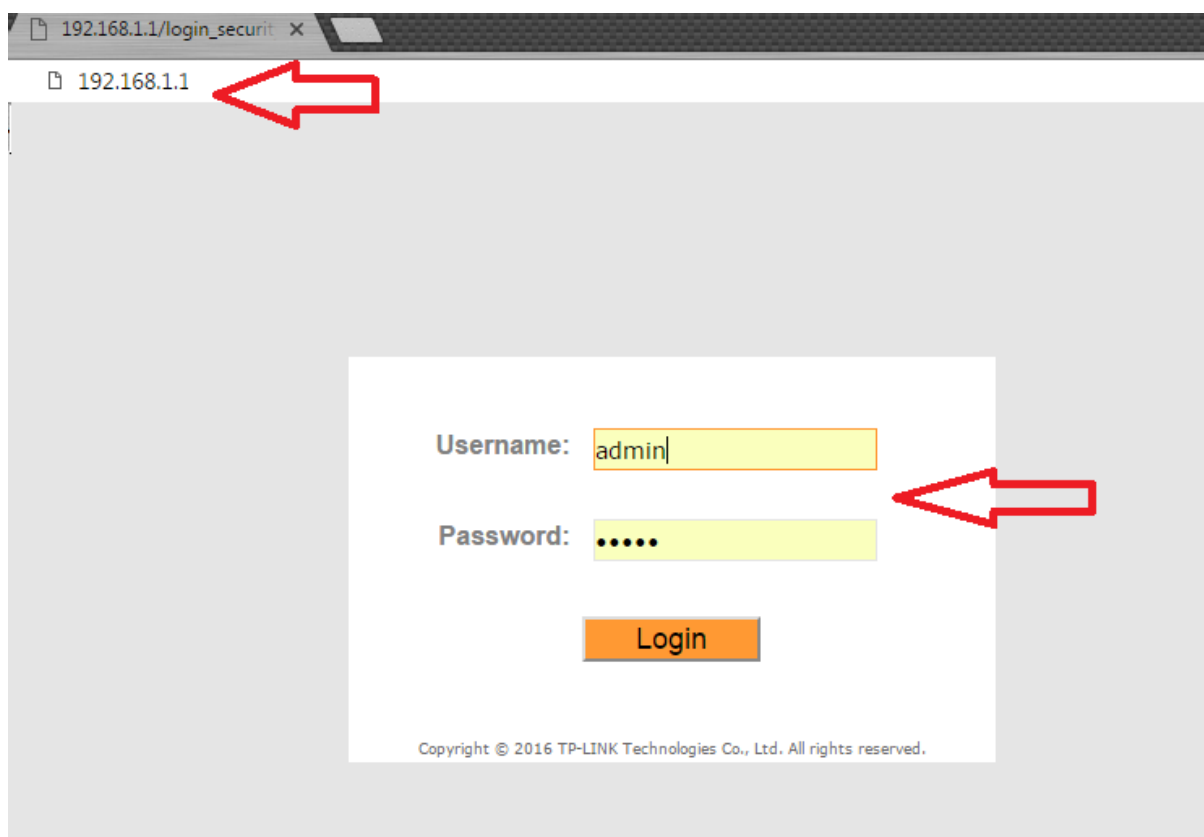 192.168.1.1/login_securit
192.168.1.1
Username: admin
Password: •••••
Login
Copyright © 2016 TP-LINK Technologies Co., Ltd. All rights reserved.